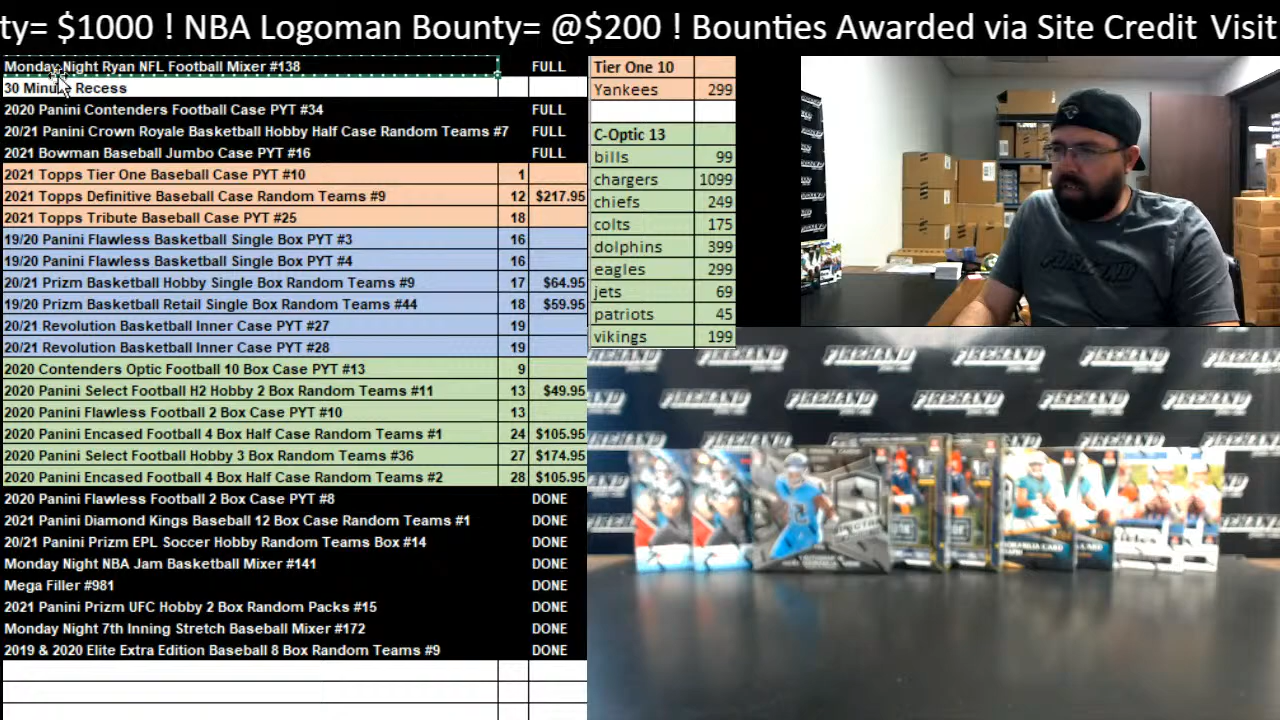 ty= $1000 ! NBA Logoman Bounty= @$200 ! Bounties Awarded via Site Credit Visit
Monday Night Ryan NFL Football Mixer #138 FULL
30 Minute Recess
2020 Panini Contenders Football Case PYT #34 FULL
20/21 Panini Crown Royale Basketball Hobby Half Case Random Teams #7 FULL
2021 Bowman Baseball Jumbo Case PYT #16 FULL
2021 Topps Tier One Baseball Case PYT #10 1
2021 Topps Definitive Baseball Case Random Teams #9 12 $217.95
2021 Topps Tribute Baseball Case PYT #25 18
19/20 Panini Flawless Basketball Single Box PYT #3 16
19/20 Panini Flawless Basketball Single Box PYT #4 16
20/21 Prizm Basketball Hobby Single Box Random Teams #9 17 $64.95
19/20 Prizm Basketball Retail Single Box Random Teams #44 18 $59.95
20/21 Revolution Basketball Inner Case PYT #27 19
20/21 Revolution Basketball Inner Case PYT #28 19
2020 Contenders Optic Football 10 Box Case PYT #13 9
2020 Panini Select Football H2 Hobby 2 Box Random Teams #11 13 $49.95
2020 Panini Flawless Football 2 Box Case PYT #10 13
2020 Panini Encased Football 4 Box Half Case Random Teams #1 24 $105.95
2020 Panini Select Football Hobby 3 Box Random Teams #36 27 $174.95
2020 Panini Encased Football 4 Box Half Case Random Teams #2 28 $105.95
2020 Panini Flawless Football 2 Box Case PYT #8 DONE
2021 Panini Diamond Kings Baseball 12 Box Case Random Teams #1 DONE
20/21 Panini Prizm EPL Soccer Hobby Random Teams Box #14 DONE
Monday Night NBA Jam Basketball Mixer #141 DONE
Mega Filler #981 DONE
2021 Panini Prizm UFC Hobby 2 Box Random Packs #15 DONE
Monday Night 7th Inning Stretch Baseball Mixer #172 DONE
2019 & 2020 Elite Extra Edition Baseball 8 Box Random Teams #9 DONE
Tier One 10
Yankees 299
C-Optic 13
bills 99
chargers 1099
chiefs 249
colts 175
dolphins 399
eagles 299
jets 69
patriots 45
vikings 199
FIREHAND
FIREHAND FIREHAND FIREHAND FIREHAND
FIREHAND FIREHAND FIREHAND FIREHAND
SPECTRA